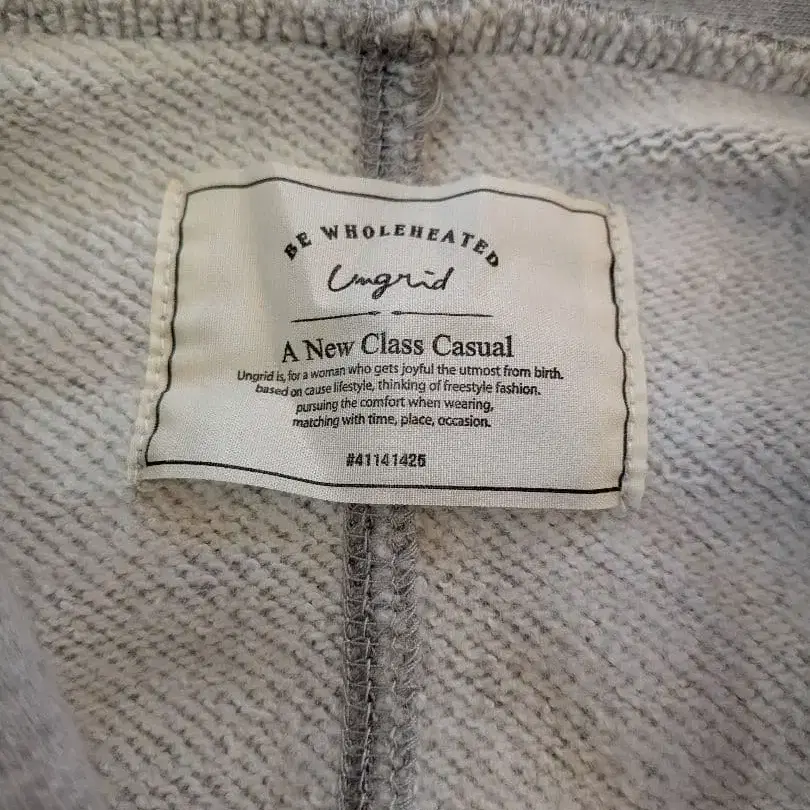 BE WHOLEHEATED
Ungrid
A New Class Casual
Ungrid is, for a woman who gets joyful the utmost from birth.
based on cause lifestyle, thinking of freestyle fashion.
pursuing the comfort when wearing,
matching with time, place, occasion.
#41141425